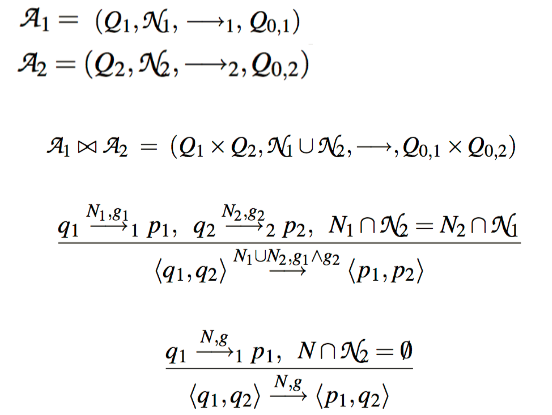 𝒜₁ = (Q₁, 𝒩₁, ⟶₁, Q₀,₁)
𝒜₂ = (Q₂, 𝒩₂, ⟶₂, Q₀,₂)
𝒜₁ ⋈ 𝒜₂ = (Q₁ × Q₂, 𝒩₁ ∪ 𝒩₂, ⟶, Q₀,₁ × Q₀,₂)
q₁ —N₁,g₁→₁ p₁, q₂ —N₂,g₂→₂ p₂, N₁ ∩ 𝒩₂ = N₂ ∩ 𝒩₁
⟨q₁,q₂⟩ —N₁∪N₂,g₁∧g₂→ ⟨p₁,p₂⟩
q₁ —N,g→₁ p₁, N ∩ 𝒩₂ = ∅
⟨q₁,q₂⟩ —N,g→ ⟨p₁,q₂⟩